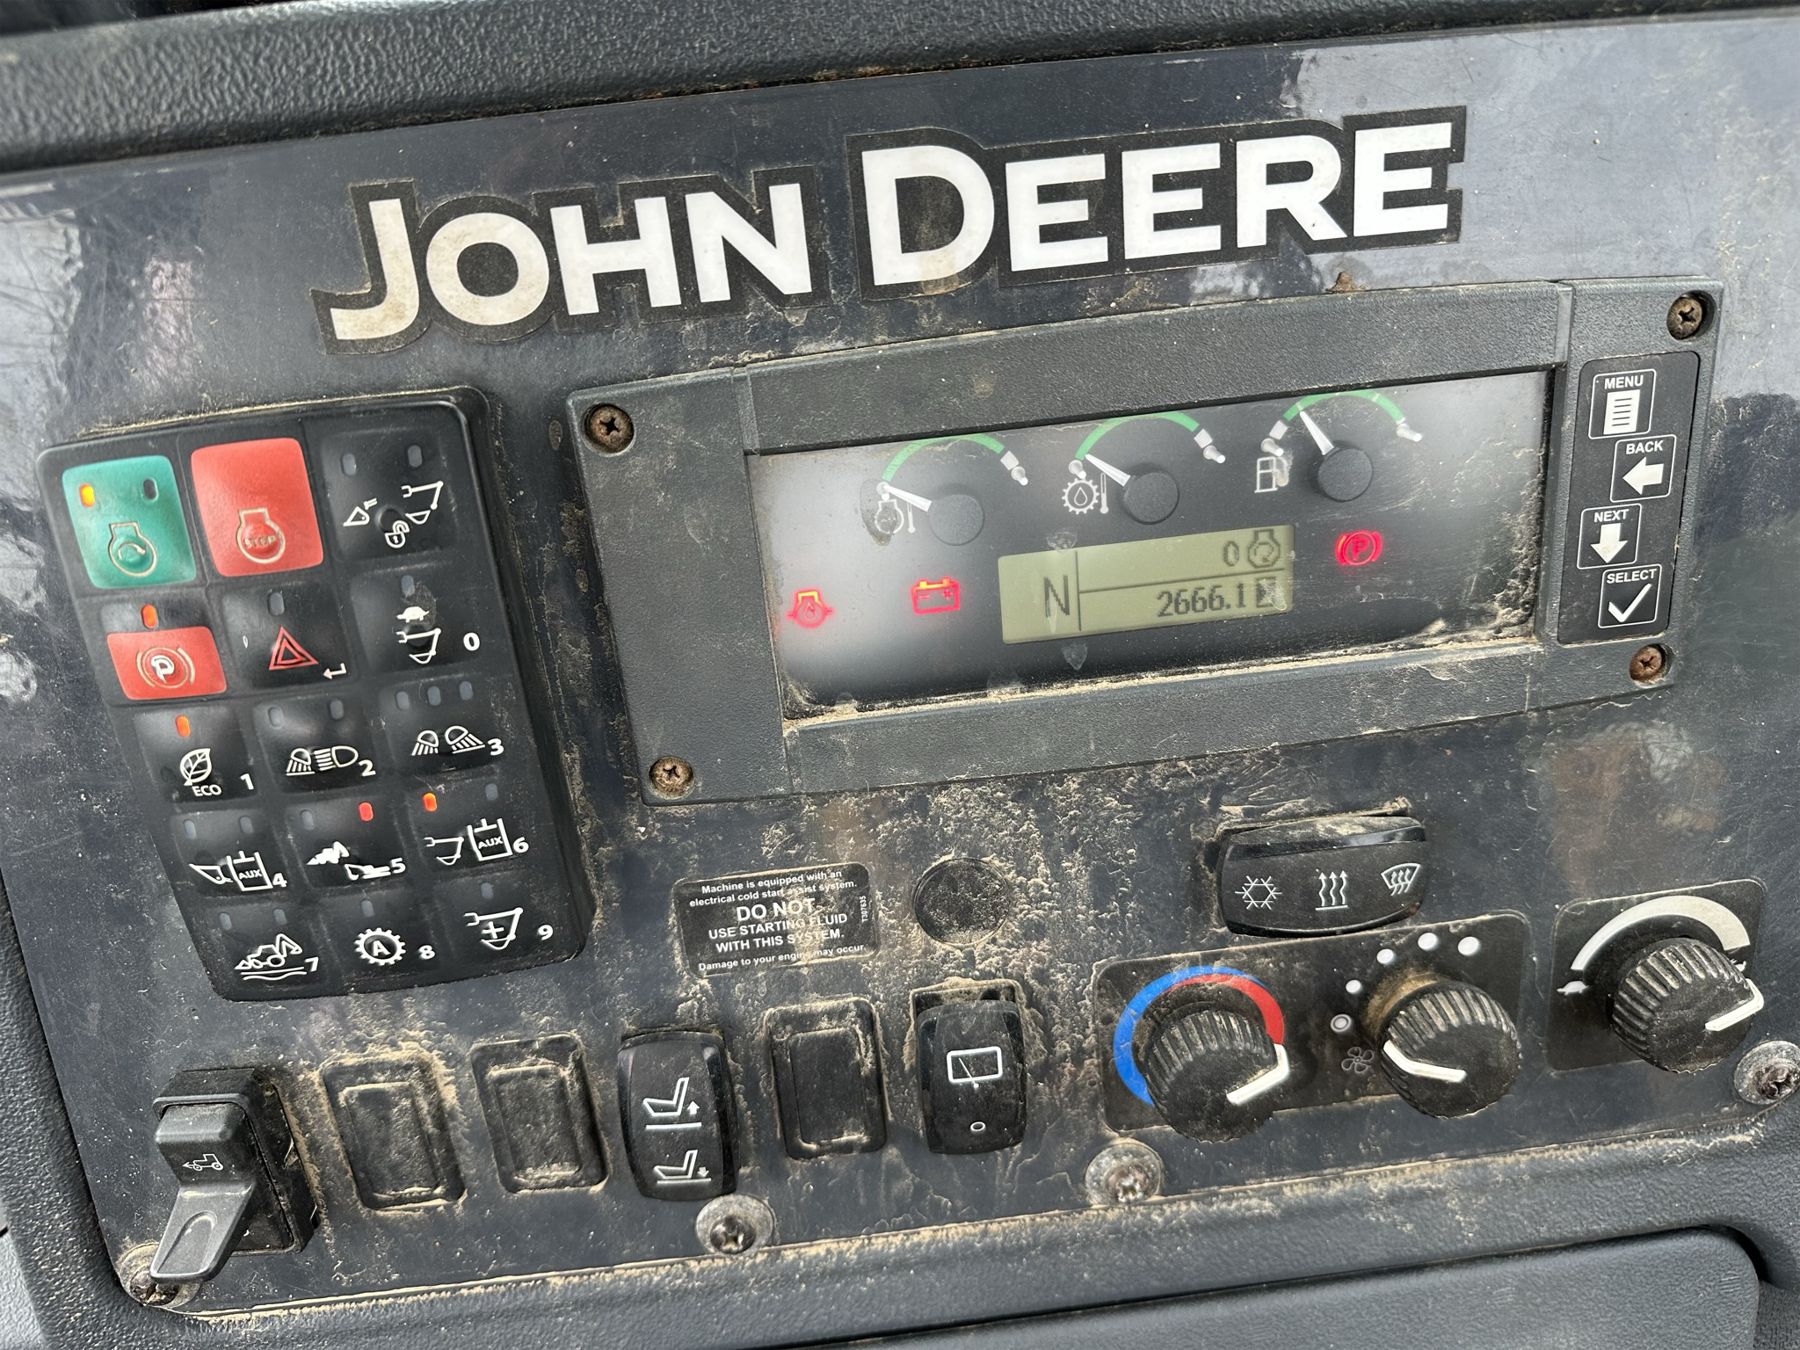 JOHN DEERE
MENU
BACK
NEXT
SELECT
0
N
2666.1
STOP
P
P
0
ECO 1
2
3
AUX 4
5
AUX 6
7
A 8
9
Machine is equipped with an
electrical cold start assist system.
DO NOT
USE STARTING FLUID
WITH THIS SYSTEM.
Damage to your engine may occur.
T307635